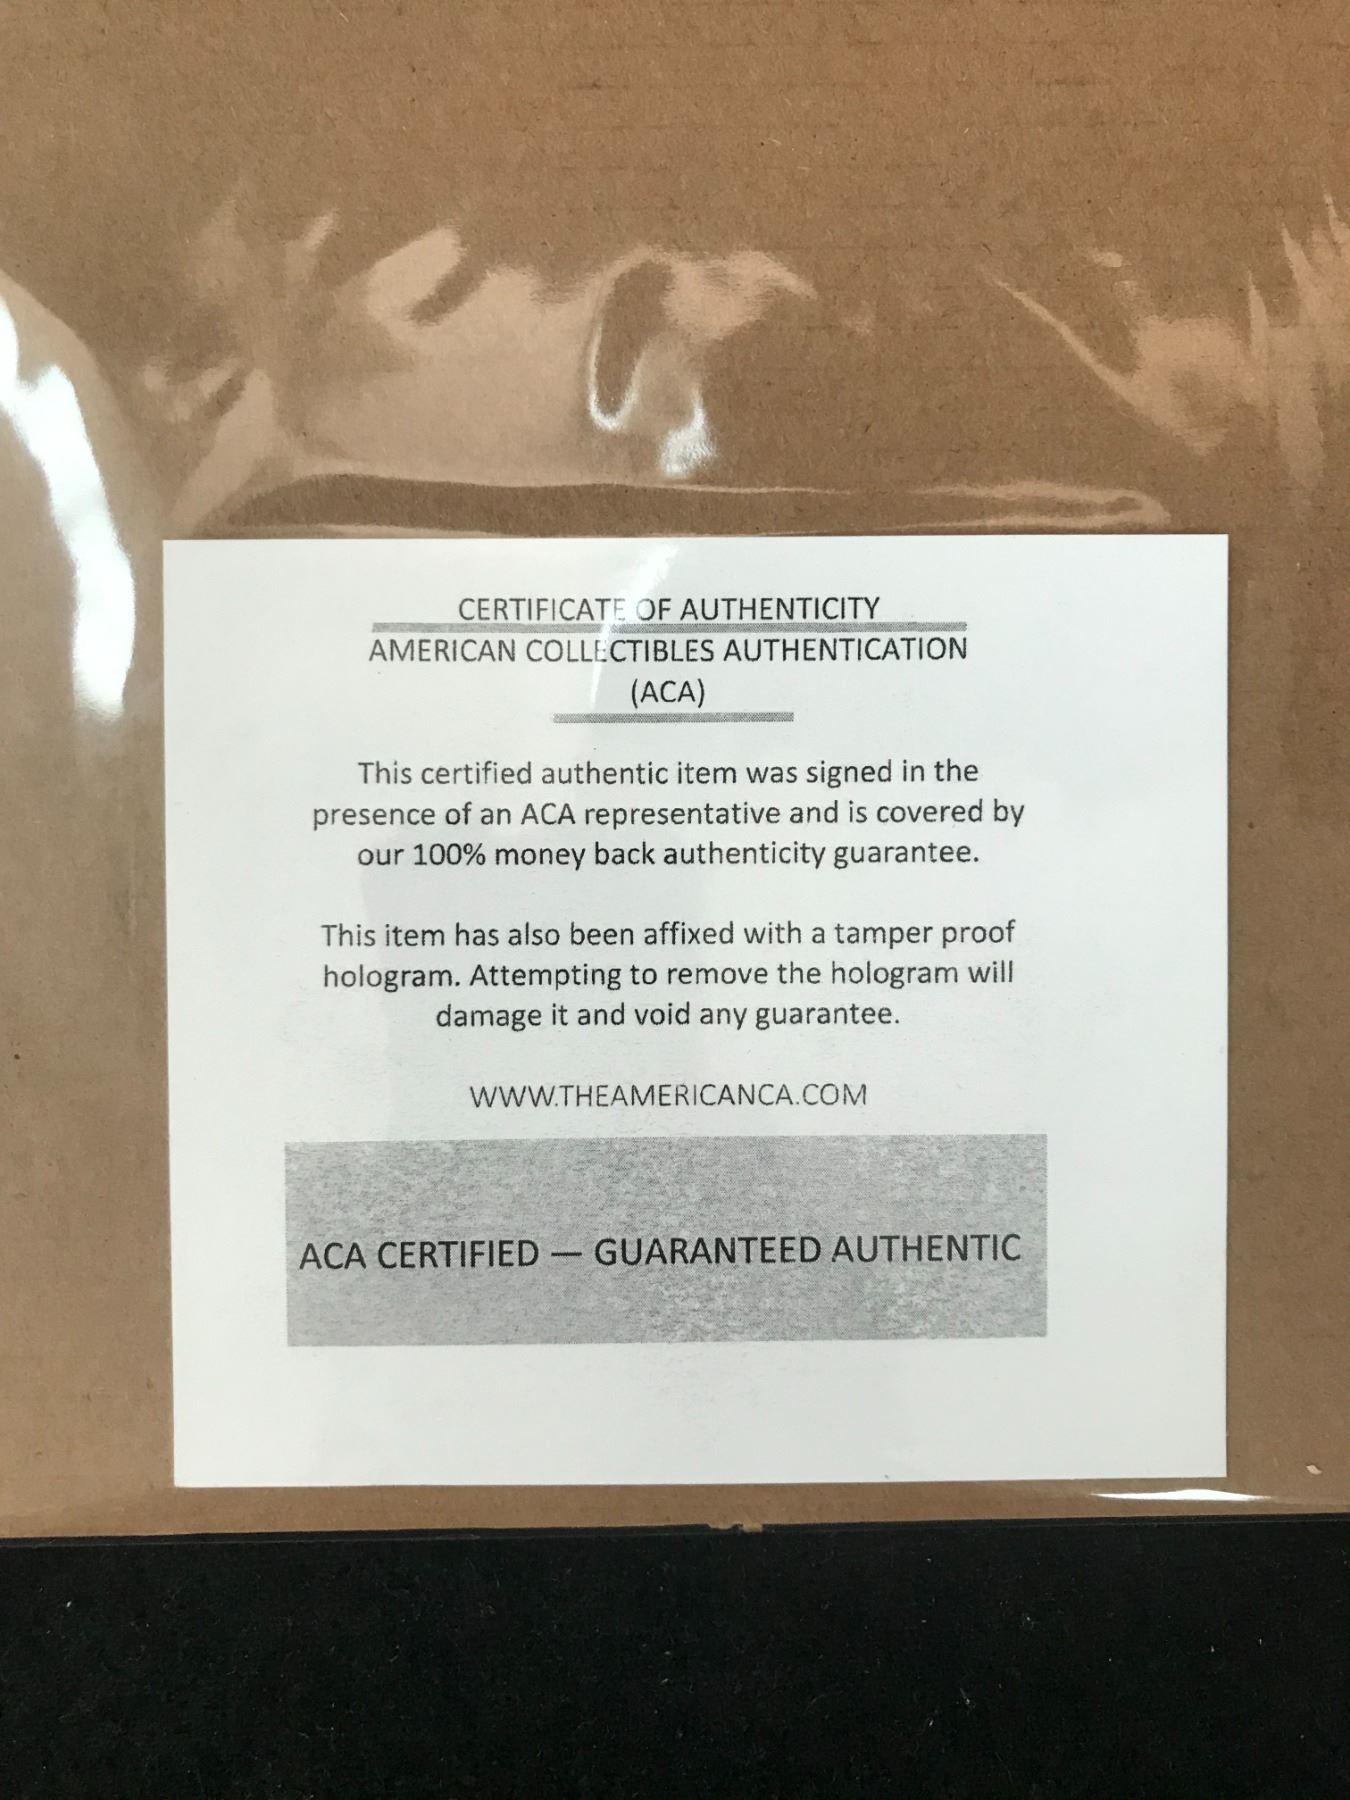 CERTIFICATE OF AUTHENTICITY
AMERICAN COLLECTIBLES AUTHENTICATION
(ACA)
This certified authentic item was signed in the
presence of an ACA representative and is covered by
our 100% money back authenticity guarantee.
This item has also been affixed with a tamper proof
hologram. Attempting to remove the hologram will
damage it and void any guarantee.
WWW.THEAMERICANCA.COM
ACA CERTIFIED — GUARANTEED AUTHENTIC